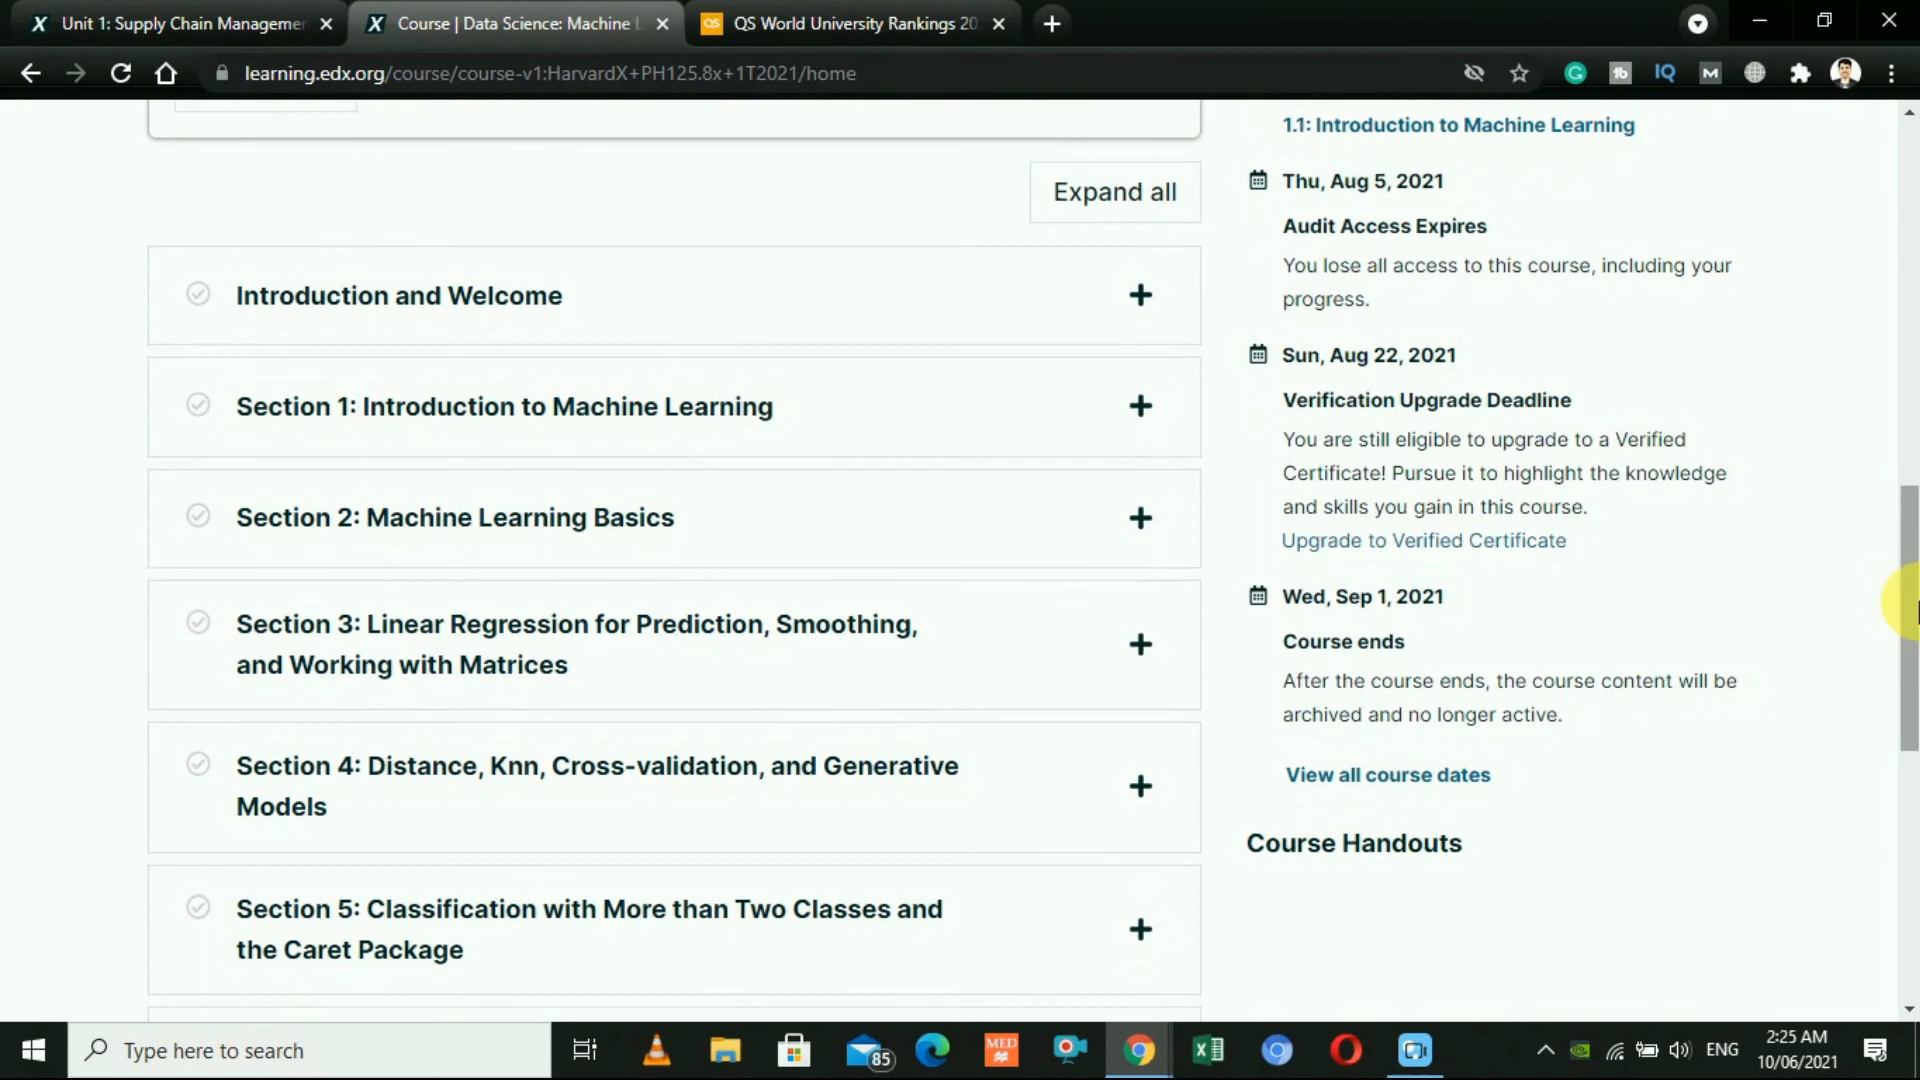 Unit 1: Supply Chain Managemen
Course | Data Science: Machine L
QS World University Rankings 20
learning.edx.org/course/course-v1:HarvardX+PH125.8x+1T2021/home
1.1: Introduction to Machine Learning
Expand all
Thu, Aug 5, 2021
Audit Access Expires
You lose all access to this course, including your
progress.
Introduction and Welcome
Section 1: Introduction to Machine Learning
Section 2: Machine Learning Basics
Section 3: Linear Regression for Prediction, Smoothing,
and Working with Matrices
Section 4: Distance, Knn, Cross-validation, and Generative
Models
Section 5: Classification with More than Two Classes and
the Caret Package
Sun, Aug 22, 2021
Verification Upgrade Deadline
You are still eligible to upgrade to a Verified
Certificate! Pursue it to highlight the knowledge
and skills you gain in this course.
Upgrade to Verified Certificate
Wed, Sep 1, 2021
Course ends
After the course ends, the course content will be
archived and no longer active.
View all course dates
Course Handouts
Type here to search
85
MED
ENG
2:25 AM
10/06/2021